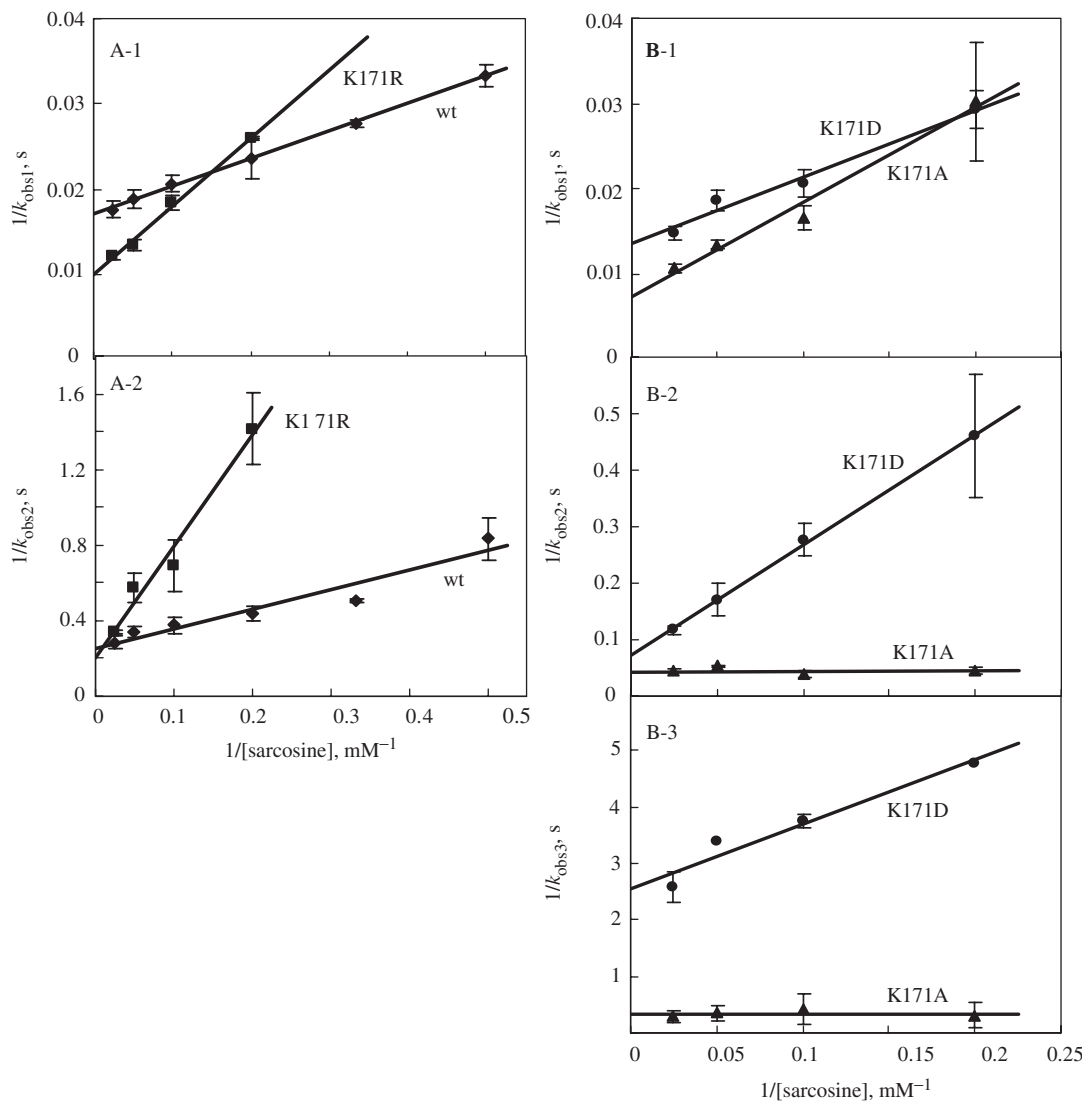 A-1
1/kobs1, s
0.04
0.03
0.02
0.01
0
K171R
wt
A-2
1/kobs2, s
1.6
1.2
0.8
0.4
0
K1 71R
wt
0
0.1
0.2
0.3
0.4
0.5
1/[sarcosine], mM−1
B-1
1/kobs1, s
0.04
0.03
0.02
0.01
0
K171D
K171A
B-2
1/kobs2, s
0.5
0.4
0.3
0.2
0.1
0
K171D
K171A
B-3
1/kobs3, s
5
4
3
2
1
K171D
K171A
0
0.05
0.10
0.15
0.2
0.25
1/[sarcosine], mM−1